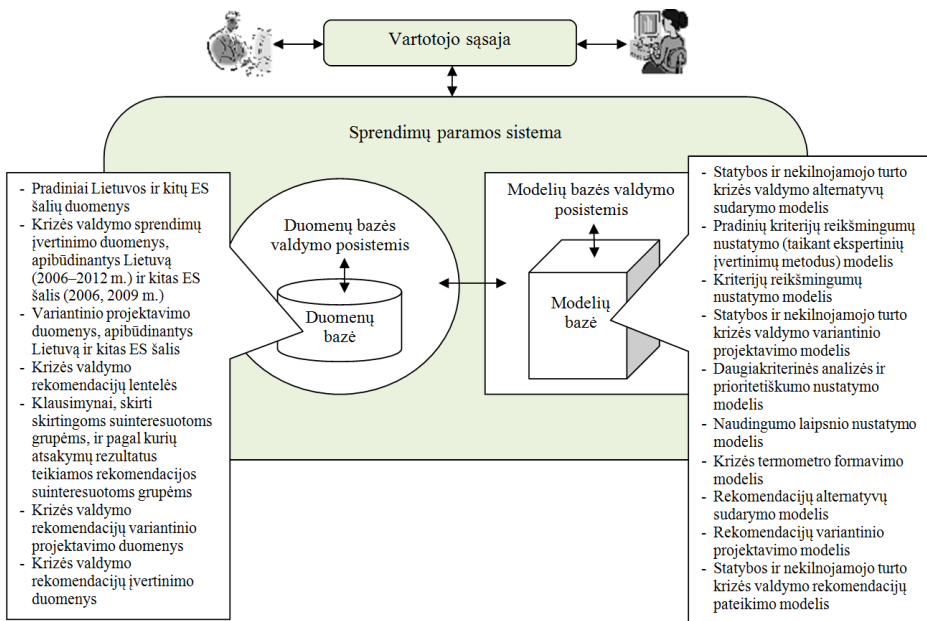 Vartotojo sąsaja
Sprendimų paramos sistema
- Pradiniai Lietuvos ir kitų ES
šalių duomenys
- Krizės valdymo sprendimų
įvertinimo duomenys,
apibūdinantys Lietuvą
(2006–2012 m.) ir kitas ES
šalis (2006, 2009 m.)
- Variantinio projektavimo
duomenys, apibūdinantys
Lietuvą ir kitas ES šalis
- Krizės valdymo
rekomendacijų lentelės
- Klausimynai, skirti
skirtingoms suinteresuotoms
grupėms, ir pagal kurių
atsakymų rezultatus
teikiamos rekomendacijos
suinteresuotoms grupėms
- Krizės valdymo
rekomendacijų variantinio
projektavimo duomenys
- Krizės valdymo
rekomendacijų įvertinimo
duomenys
Duomenų bazės
valdymo posistemis
Duomenų
bazė
Modelių bazės valdymo
posistemis
Modelių
bazė
- Statybos ir nekilnojamojo turto
krizės valdymo alternatyvų
sudarymo modelis
- Pradinių kriterijų reikšmingumų
nustatymo (taikant ekspertinių
įvertinimų metodus) modelis
- Kriterijų reikšmingumų
nustatymo modelis
- Statybos ir nekilnojamojo turto
krizės valdymo variantinio
projektavimo modelis
- Daugiakriterinės analizės ir
prioritetiškumo nustatymo
modelis
- Naudingumo laipsnio nustatymo
modelis
- Krizės termometro formavimo
modelis
- Rekomendacijų alternatyvų
sudarymo modelis
- Rekomendacijų variantinio
projektavimo modelis
- Statybos ir nekilnojamojo turto
krizės valdymo rekomendacijų
pateikimo modelis